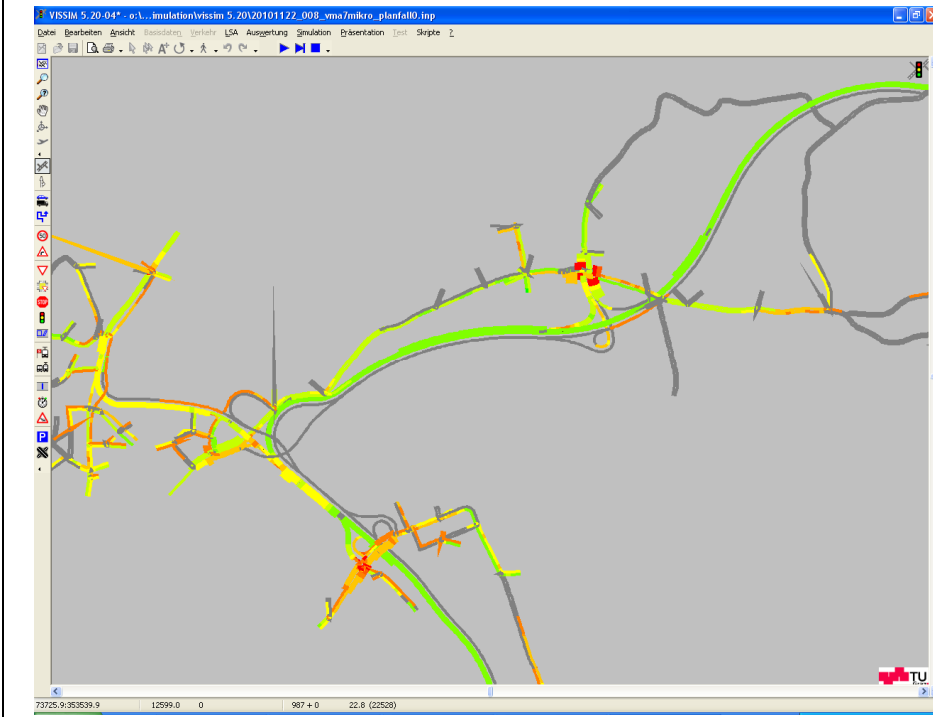 VISSIM 5.20-04* - o:\...imulation\vissim 5.20\20101122_008_vma7mikro_planfall0.inp
Datei Bearbeiten Ansicht Basisdaten Verkehr LSA Auswertung Simulation Präsentation Test Skripte ?
STOP
P
TU
73725.9:353539.9 12599.0 0 987 + 0 22.8 (22528)